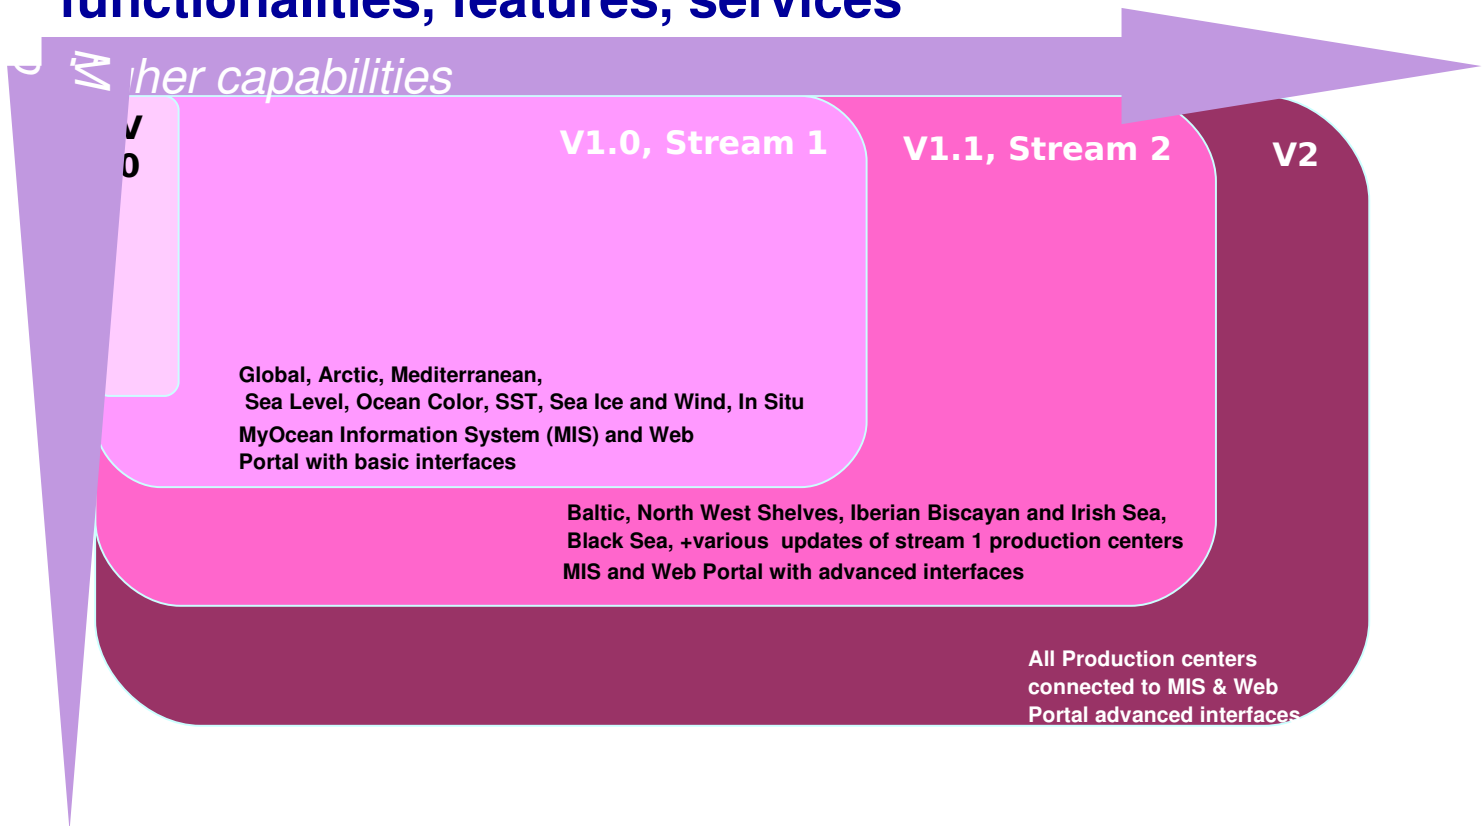 functionalities, features, services
her capabilities
V
0
V1.0, Stream 1
V1.1, Stream 2
V2
Global, Arctic, Mediterranean,
Sea Level, Ocean Color, SST, Sea Ice and Wind, In Situ
MyOcean Information System (MIS) and Web
Portal with basic interfaces
Baltic, North West Shelves, Iberian Biscayan and Irish Sea,
Black Sea, +various updates of stream 1 production centers
MIS and Web Portal with advanced interfaces
All Production centers
connected to MIS & Web
Portal advanced interfaces